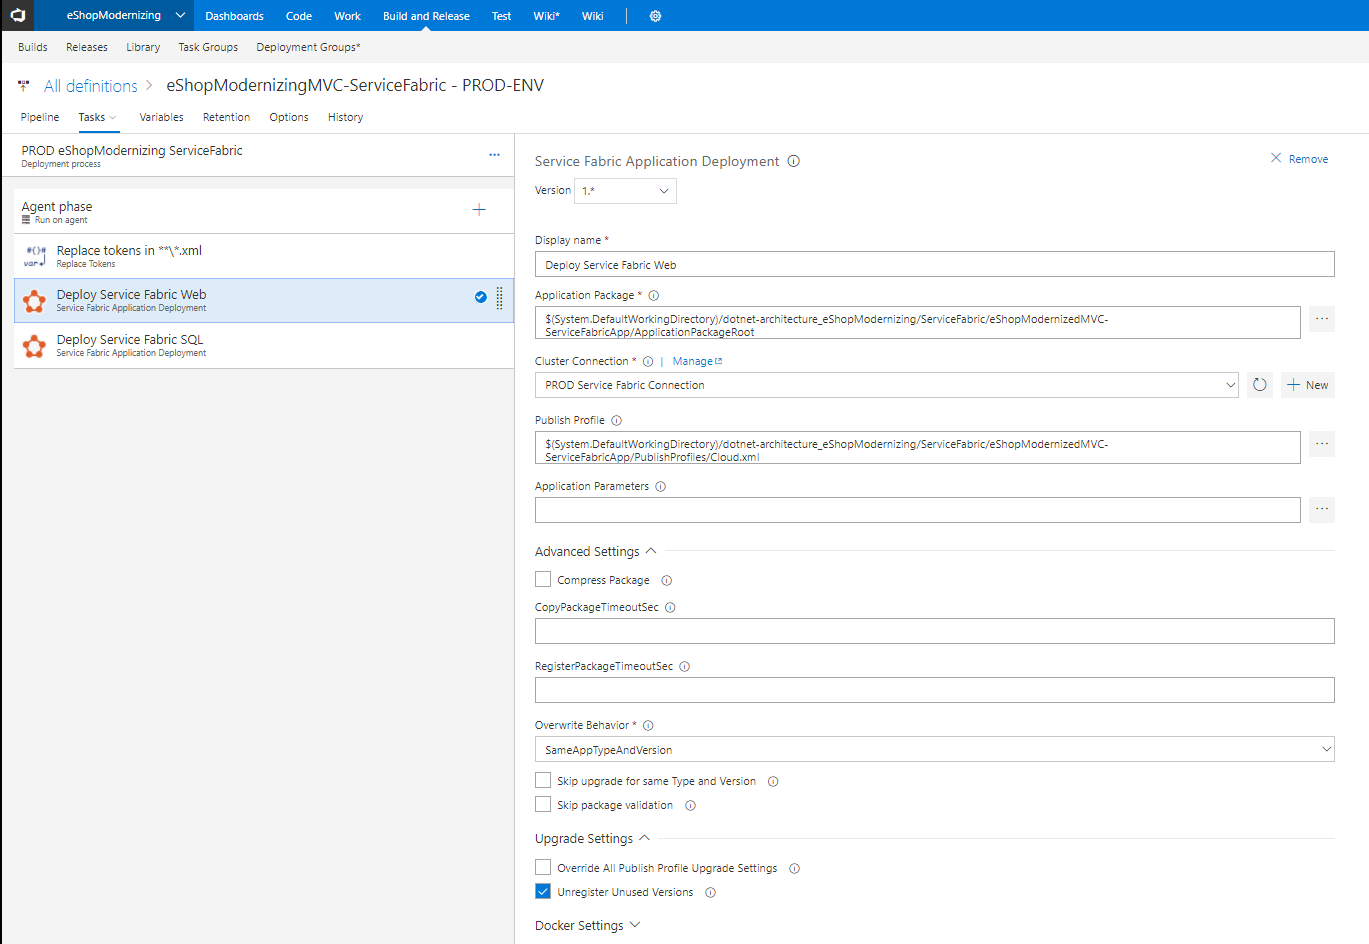 eShopModernizing
Dashboards Code Work Build and Release Test Wiki* Wiki
Builds Releases Library Task Groups Deployment Groups*
All definitions > eShopModernizingMVC-ServiceFabric - PROD-ENV
Pipeline Tasks Variables Retention Options History
PROD eShopModernizing ServiceFabric
Deployment process
...
Agent phase
Run on agent
Replace tokens in **\*.xml
Replace Tokens
Deploy Service Fabric Web
Service Fabric Application Deployment
Deploy Service Fabric SQL
Service Fabric Application Deployment
Service Fabric Application Deployment
Remove
Version 1.*
Display name *
Deploy Service Fabric Web
Application Package *
$(System.DefaultWorkingDirectory)/dotnet-architecture_eShopModernizing/ServiceFabric/eShopModernizedMVC-
ServiceFabricApp/ApplicationPackageRoot
...
Cluster Connection * | Manage
PROD Service Fabric Connection
New
Publish Profile
$(System.DefaultWorkingDirectory)/dotnet-architecture_eShopModernizing/ServiceFabric/eShopModernizedMVC-
ServiceFabricApp/PublishProfiles/Cloud.xml
...
Application Parameters
...
Advanced Settings
Compress Package
CopyPackageTimeoutSec
RegisterPackageTimeoutSec
Overwrite Behavior *
SameAppTypeAndVersion
Skip upgrade for same Type and Version
Skip package validation
Upgrade Settings
Override All Publish Profile Upgrade Settings
Unregister Unused Versions
Docker Settings